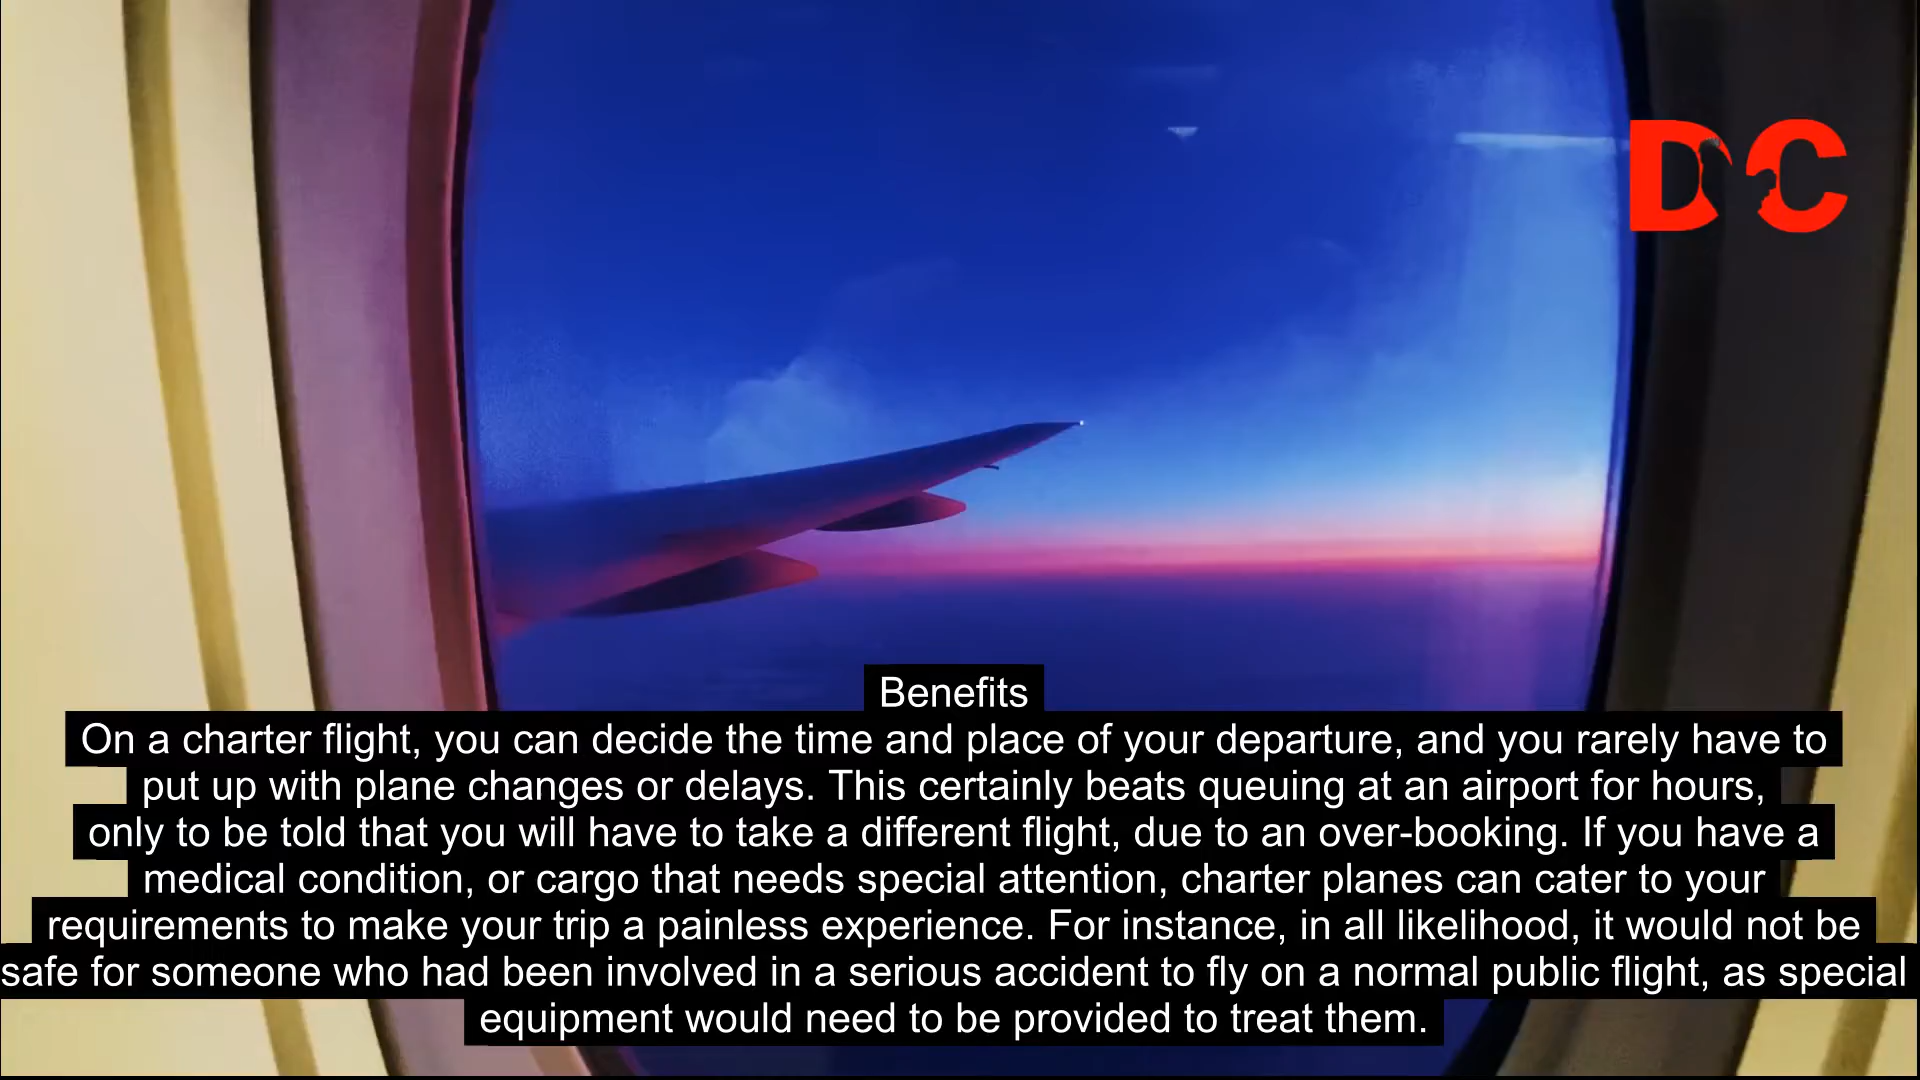 DC
Benefits
On a charter flight, you can decide the time and place of your departure, and you rarely have to
put up with plane changes or delays. This certainly beats queuing at an airport for hours,
only to be told that you will have to take a different flight, due to an over-booking. If you have a
medical condition, or cargo that needs special attention, charter planes can cater to your
requirements to make your trip a painless experience. For instance, in all likelihood, it would not be
safe for someone who had been involved in a serious accident to fly on a normal public flight, as special
equipment would need to be provided to treat them.